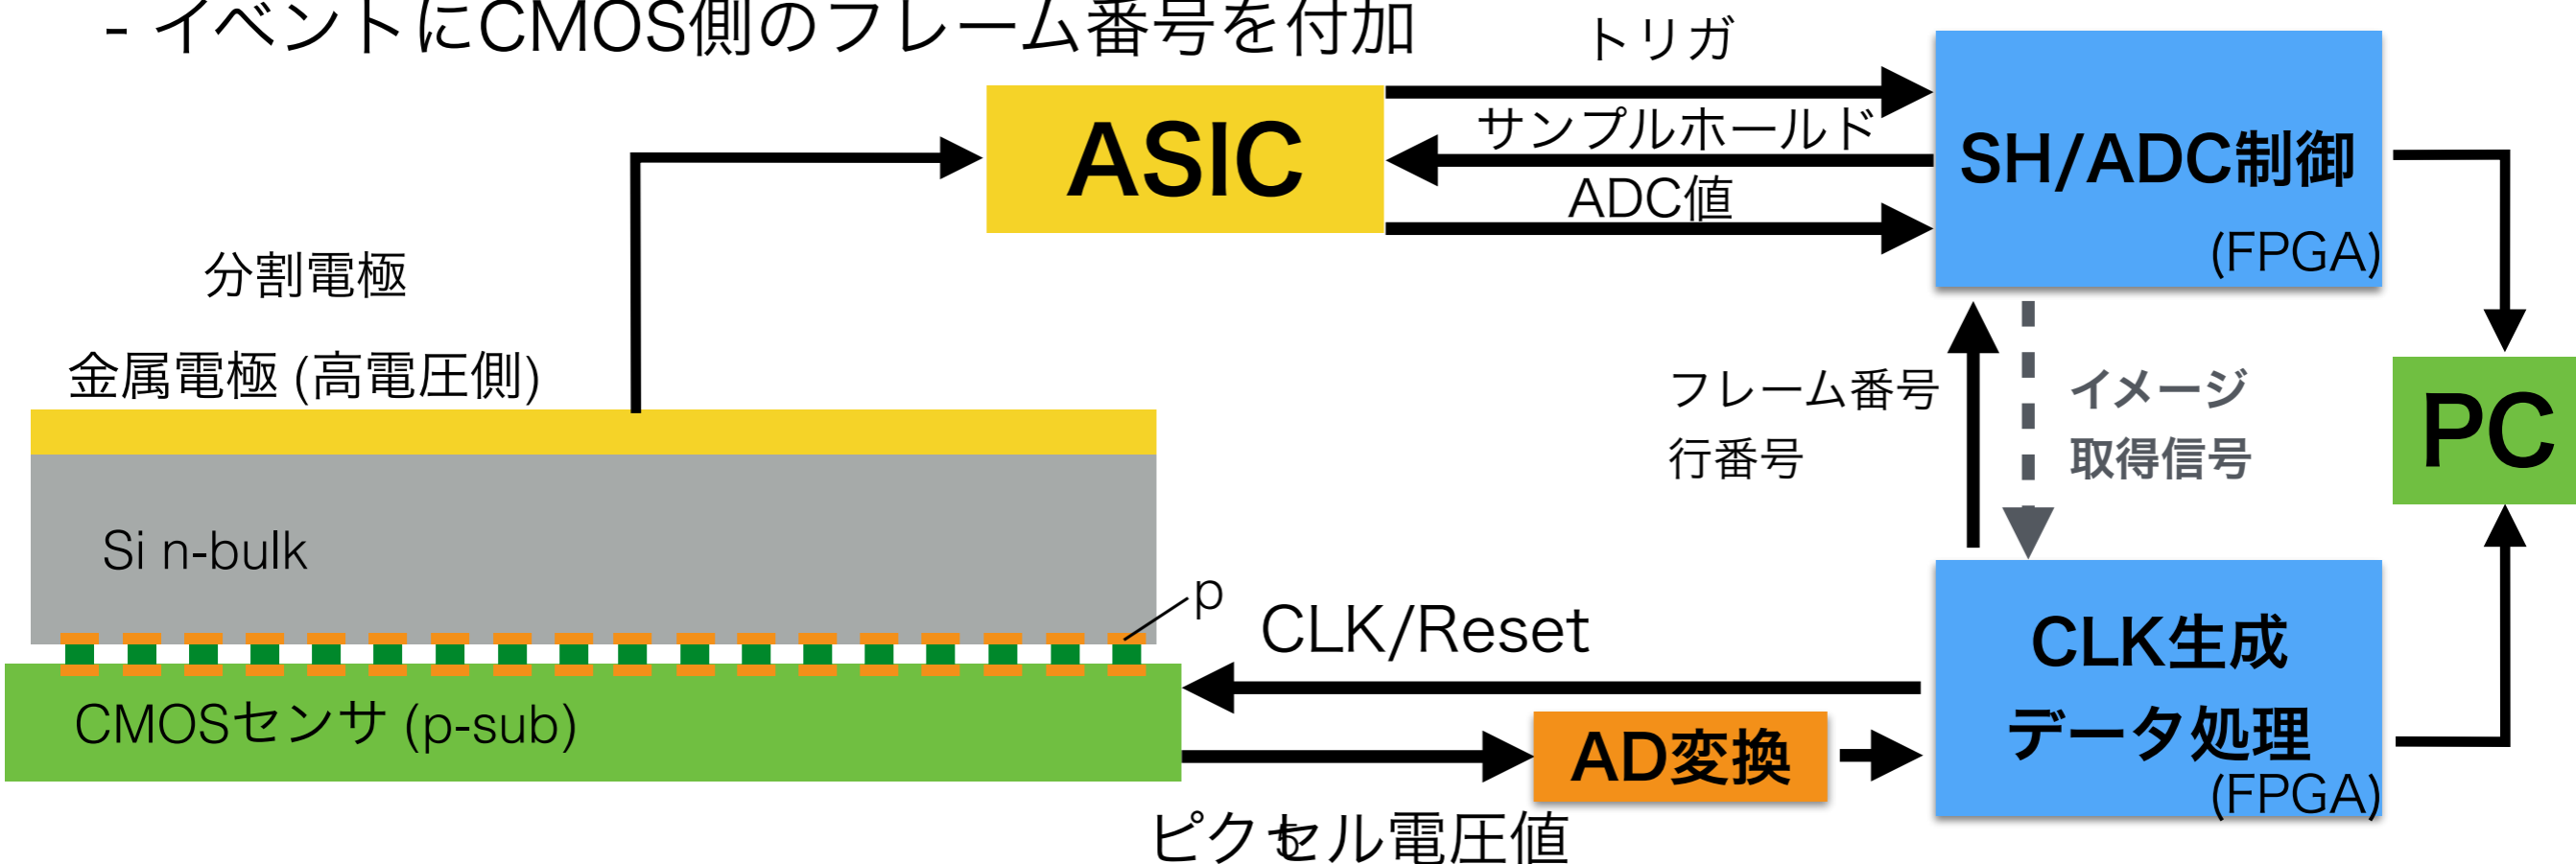 - イベントにCMOS側のフレーム番号を付加
トリガ
ASIC
サンプルホールド
ADC値
SH/ADC制御
(FPGA)
分割電極
金属電極 (高電圧側)
フレーム番号
行番号
イメージ
取得信号
PC
Si n-bulk
p
CLK/Reset
CMOSセンサ (p-sub)
AD変換
CLK生成
データ処理
(FPGA)
ピクセル電圧値
5